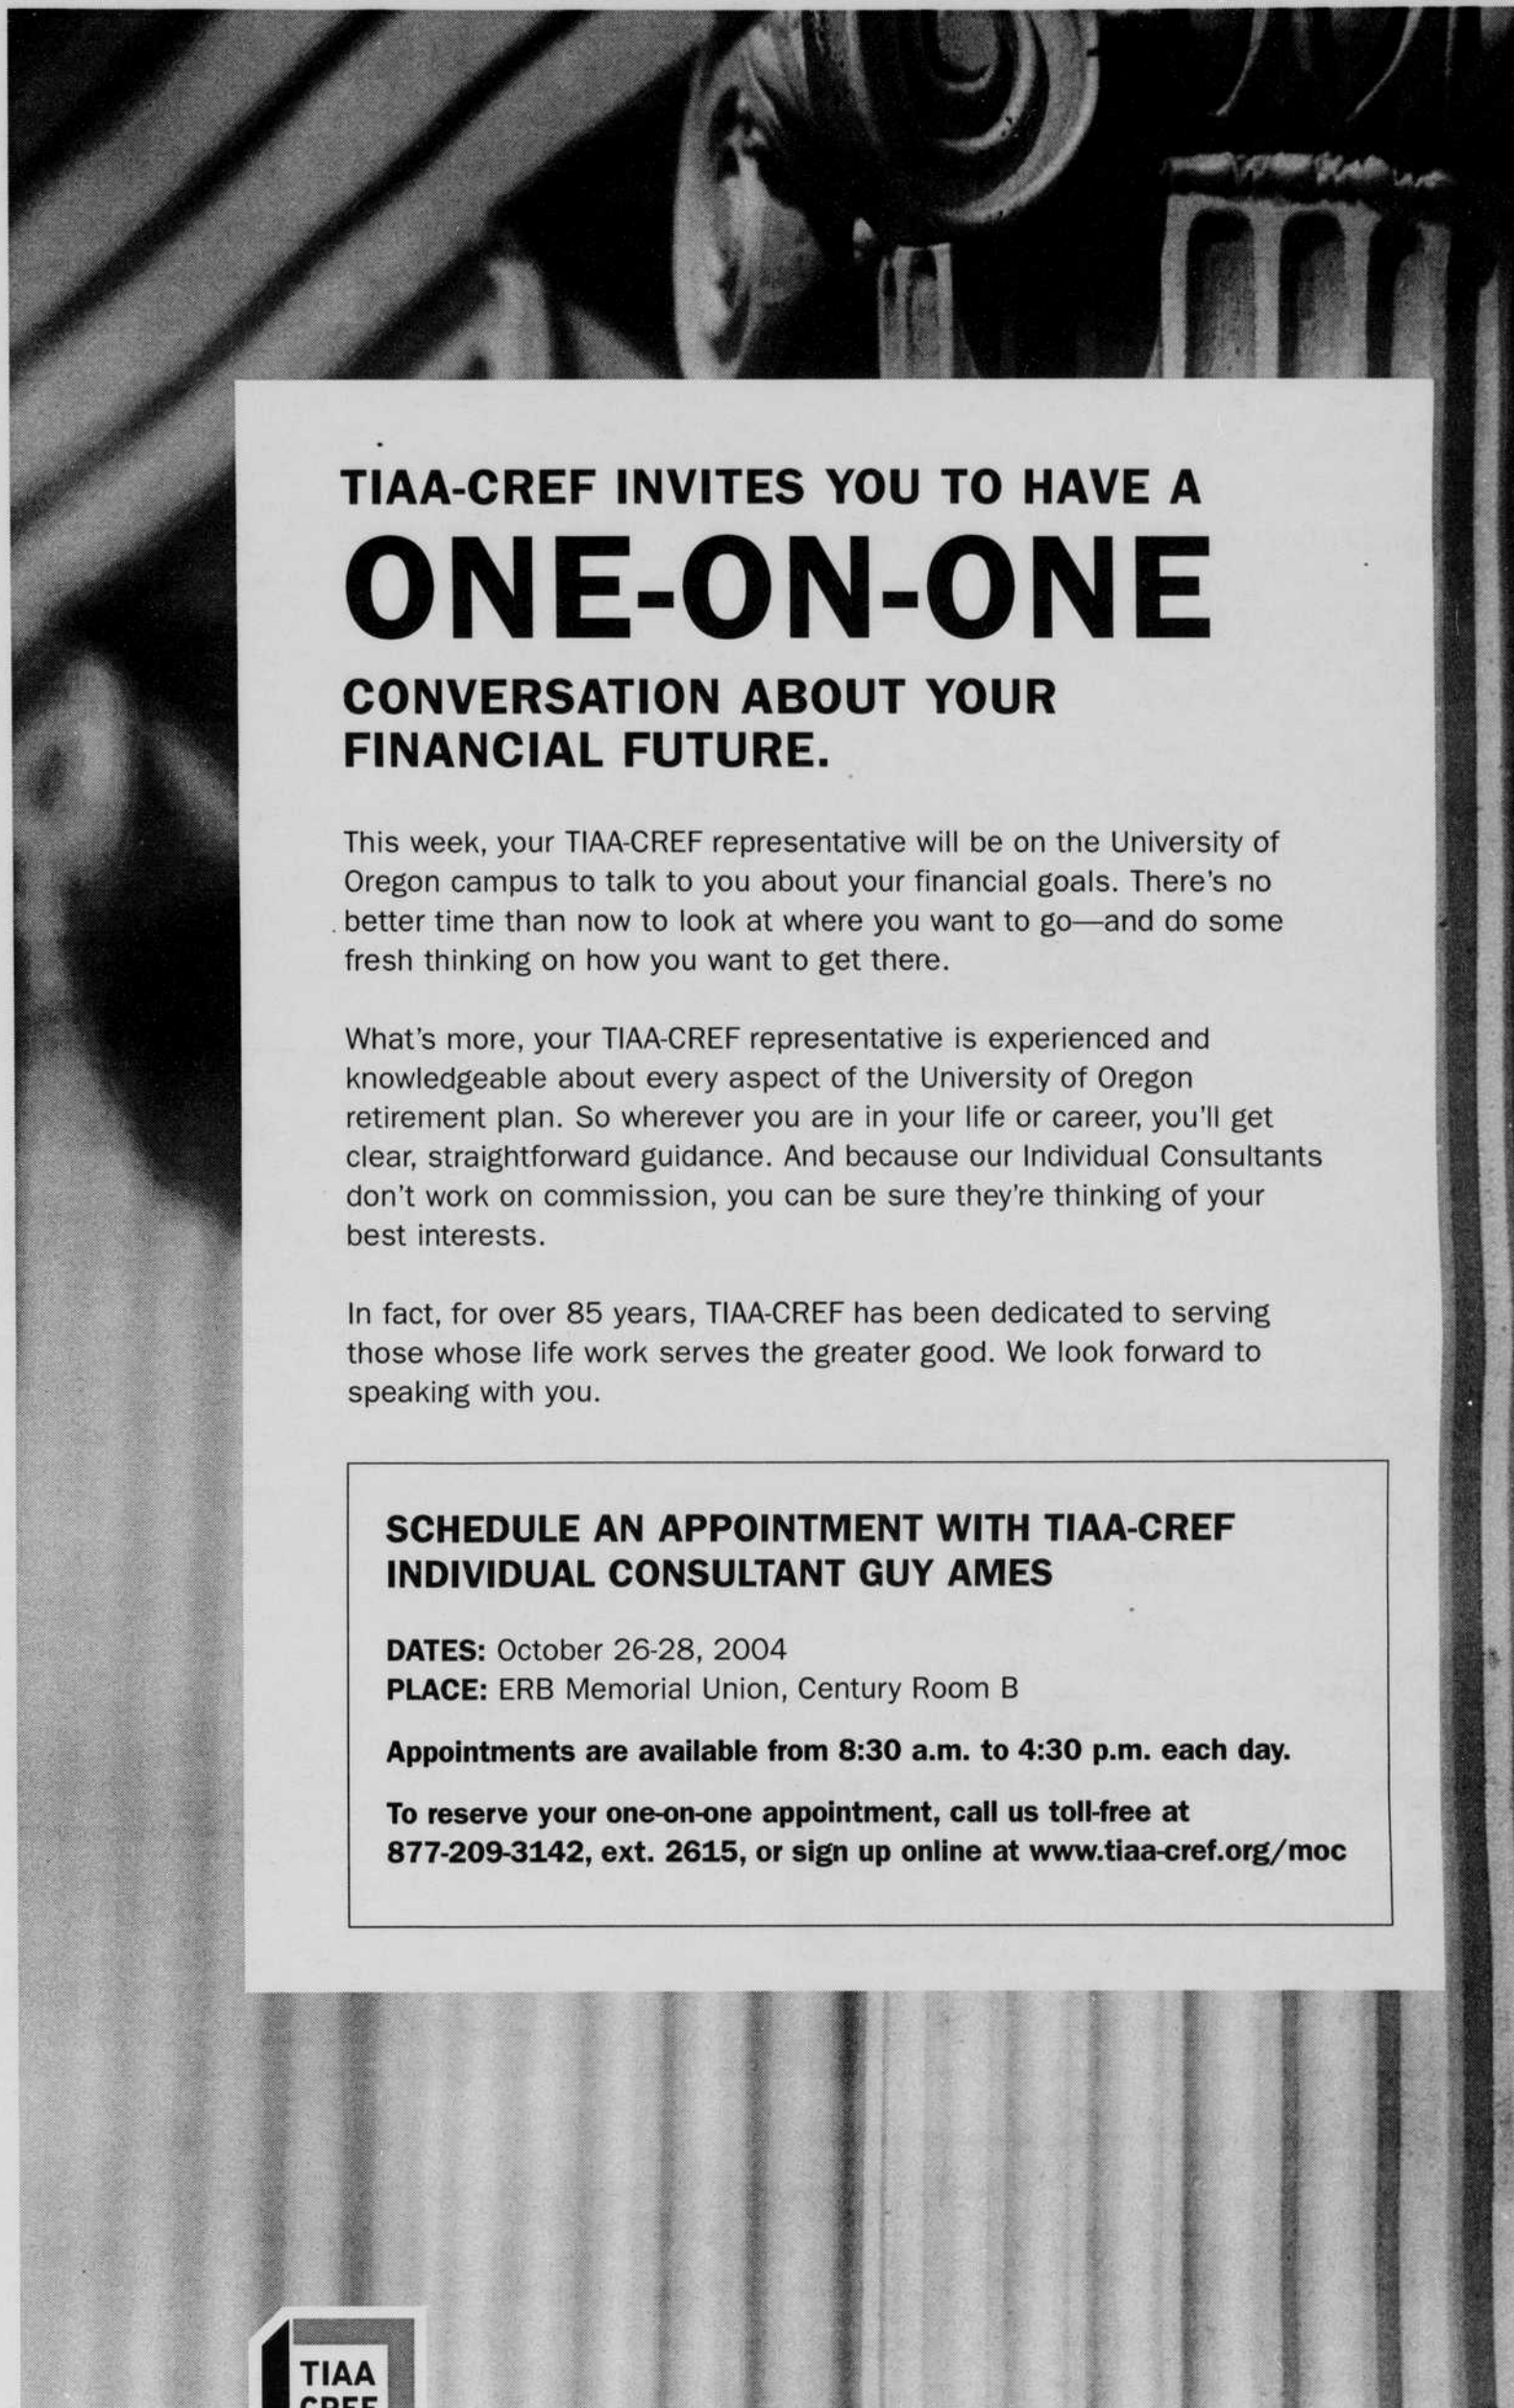 TIAA-CREF INVITES YOU TO HAVE A
ONE-ON-ONE
CONVERSATION ABOUT YOUR
FINANCIAL FUTURE.
This week, your TIAA-CREF representative will be on the University of
Oregon campus to talk to you about your financial goals. There's no
better time than now to look at where you want to go—and do some
fresh thinking on how you want to get there.
What's more, your TIAA-CREF representative is experienced and
knowledgeable about every aspect of the University of Oregon
retirement plan. So wherever you are in your life or career, you'll get
clear, straightforward guidance. And because our Individual Consultants
don't work on commission, you can be sure they're thinking of your
best interests.
In fact, for over 85 years, TIAA-CREF has been dedicated to serving
those whose life work serves the greater good. We look forward to
speaking with you.
SCHEDULE AN APPOINTMENT WITH TIAA-CREF
INDIVIDUAL CONSULTANT GUY AMES
DATES: October 26-28, 2004
PLACE: ERB Memorial Union, Century Room B
Appointments are available from 8:30 a.m. to 4:30 p.m. each day.
To reserve your one-on-one appointment, call us toll-free at
877-209-3142, ext. 2615, or sign up online at www.tiaa-cref.org/moc
TIAA
CREF